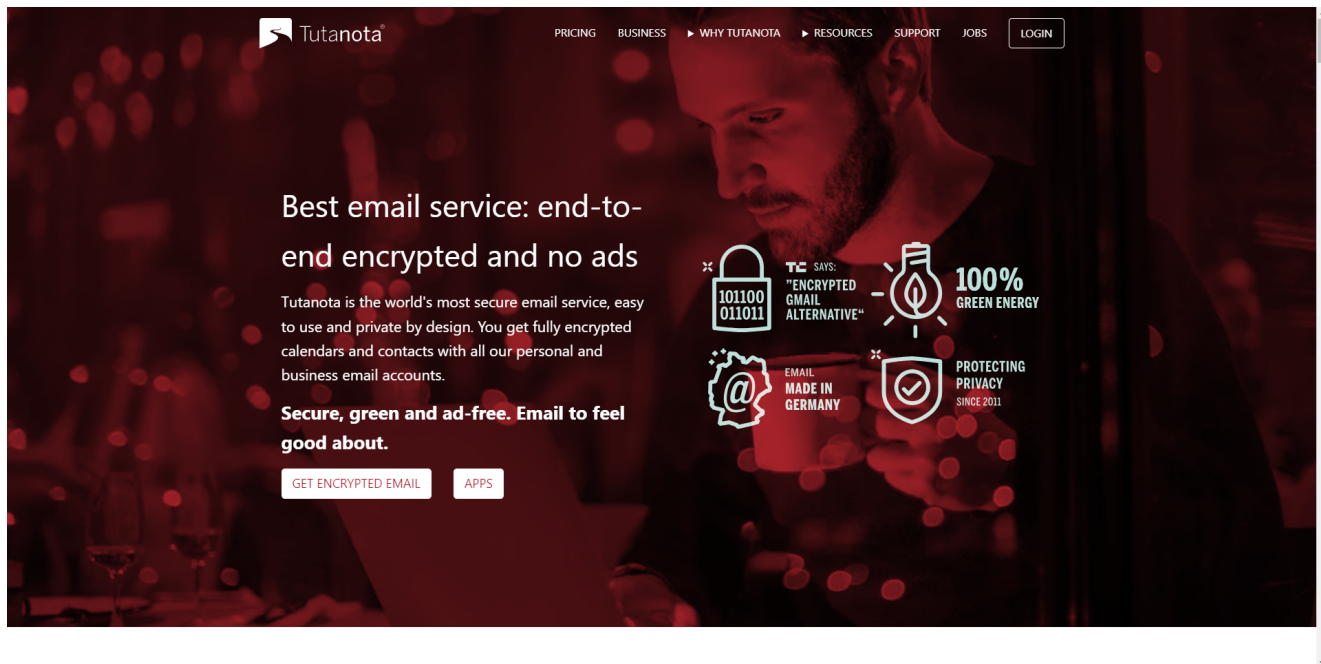 Tutanota®
PRICING
BUSINESS
WHY TUTANOTA
RESOURCES
SUPPORT
JOBS
LOGIN
Best email service: end-to-
end encrypted and no ads
Tutanota is the world's most secure email service, easy
to use and private by design. You get fully encrypted
calendars and contacts with all our personal and
business email accounts.
Secure, green and ad-free. Email to feel
good about.
GET ENCRYPTED EMAIL
APPS
101100
011011
TC SAYS:
"ENCRYPTED
GMAIL
ALTERNATIVE“
100%
GREEN ENERGY
@
EMAIL
MADE IN
GERMANY
PROTECTING
PRIVACY
SINCE 2011